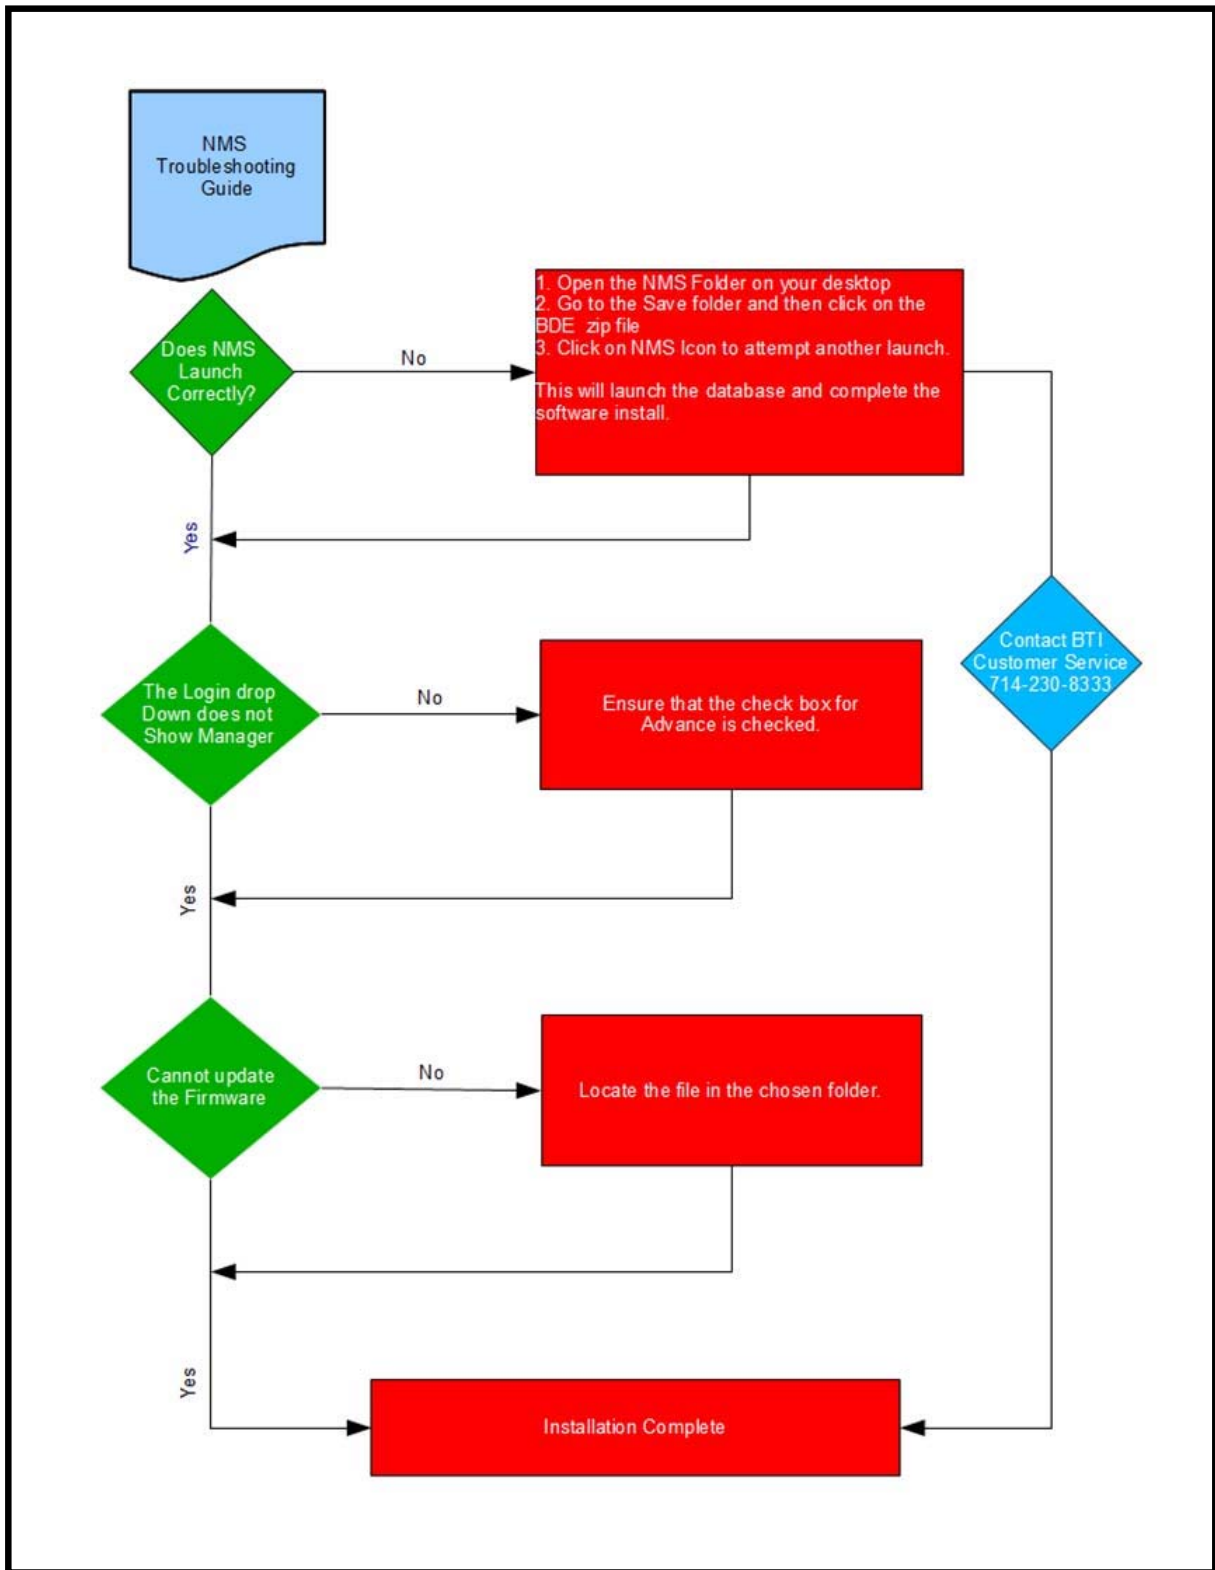 NMS
Troubleshooting
Guide
Does NMS
Launch
Correctly?
No
1. Open the NMS Folder on your desktop
2. Go to the Save folder and then click on the
BDE zip file
3. Click on NMS Icon to attempt another launch.
This will launch the database and complete the
software install.
Yes
Contact BTI
Customer Service
714-230-8333
The Login drop
Down does not
Show Manager
No
Ensure that the check box for
Advance is checked.
Yes
Cannot update
the Firmware
No
Locate the file in the chosen folder.
Yes
Installation Complete